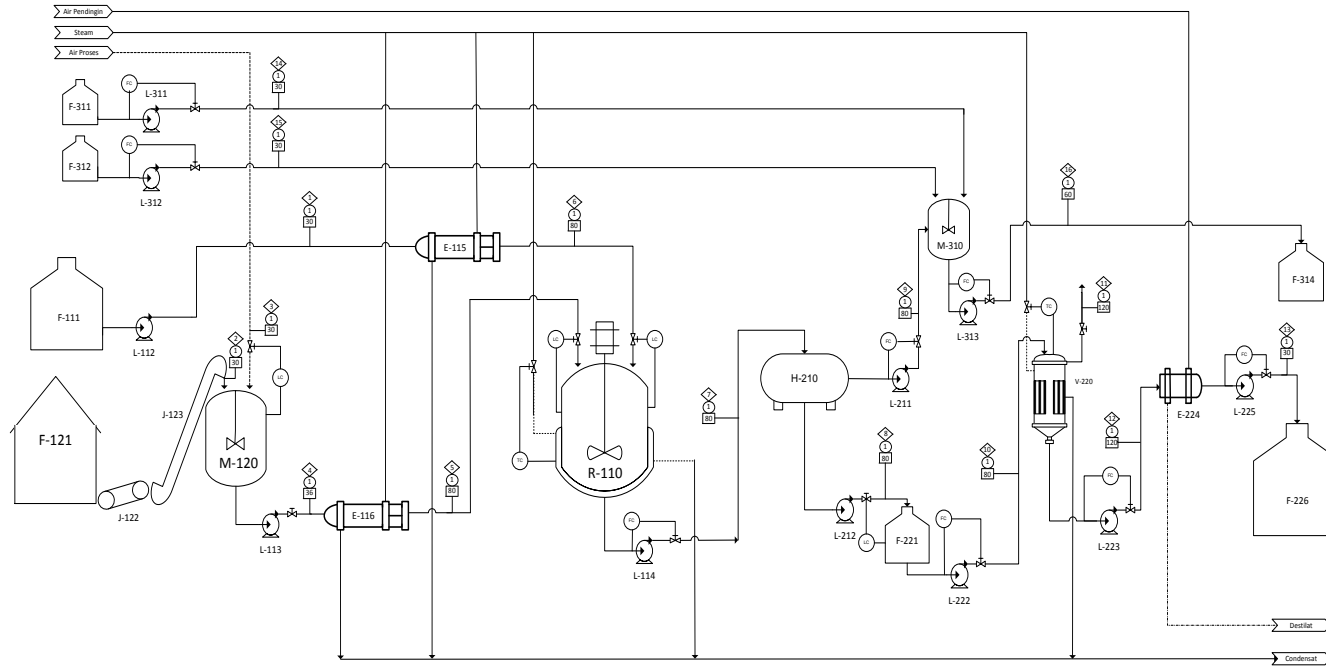 Air Pendingin
Steam
Air Proses
14
1
30
F-311
FC
L-311
15
1
30
F-312
FC
L-312
16
1
60
1
1
30
6
1
80
E-115
M-310
F-314
9
1
80
FC
L-313
11
1
120
TC
F-111
L-112
3
1
30
2
1
30
LC
LC
LC
13
1
30
FC
H-210
FC
L-211
V-220
E-224
L-225
J-123
F-121
M-120
7
1
80
12
1
120
8
1
80
10
1
80
F-226
TC
R-110
4
1
36
5
1
80
J-122
E-116
L-113
FC
L-114
L-212
LC
F-221
FC
L-222
FC
L-223
Destilat
Condensat